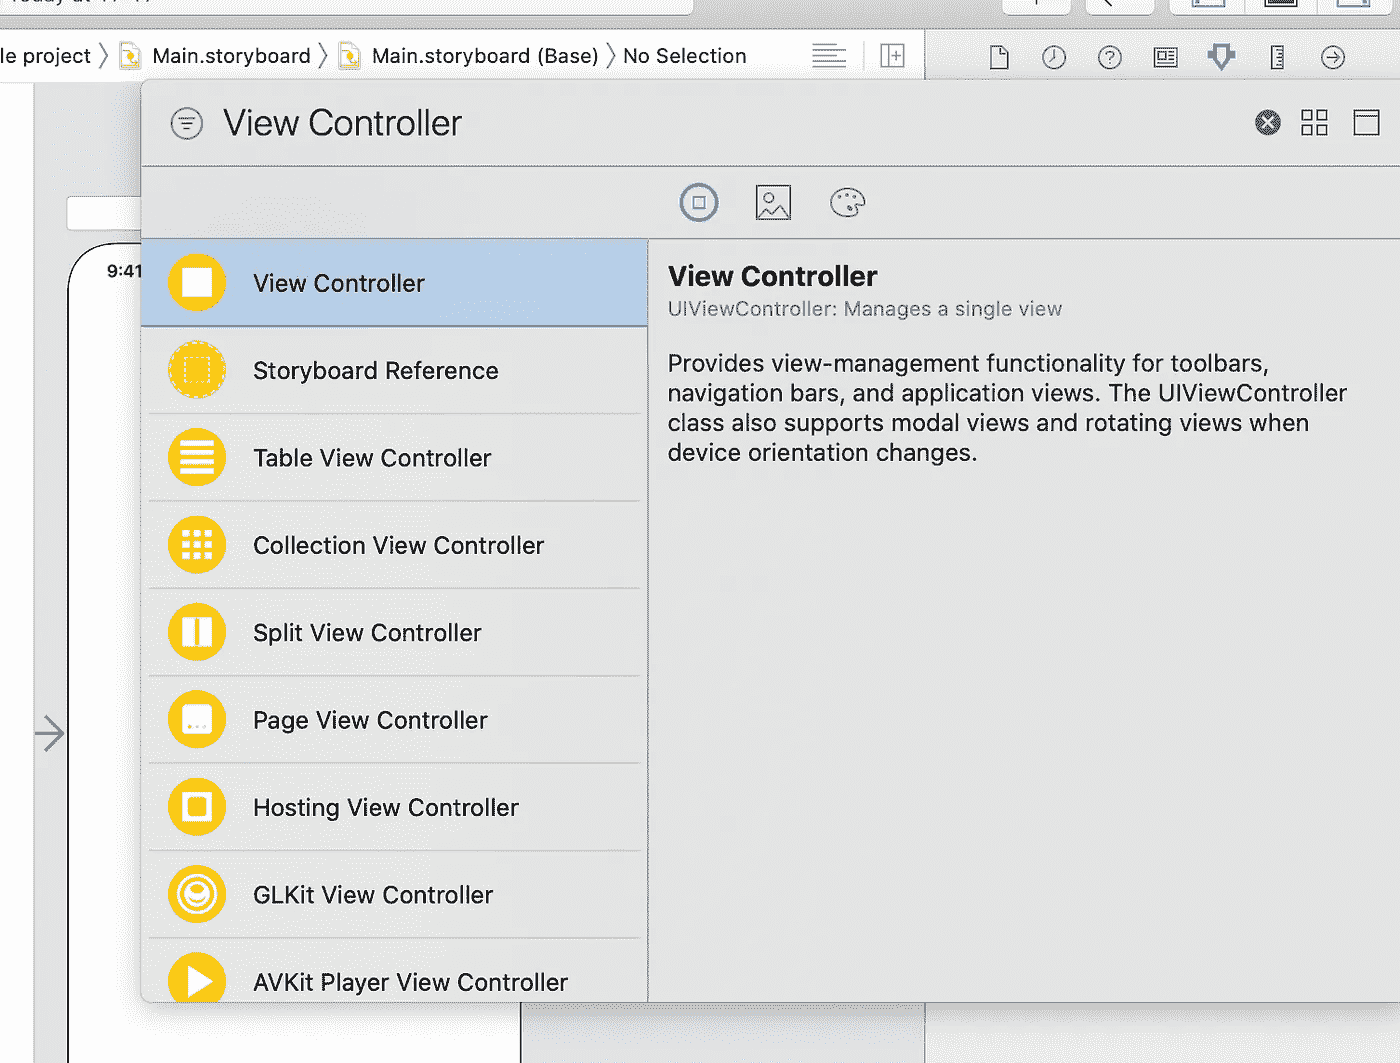 le project 〉 Main.storyboard 〉 Main.storyboard (Base) 〉 No Selection
View Controller
9:41
View Controller
Storyboard Reference
Table View Controller
Collection View Controller
Split View Controller
Page View Controller
Hosting View Controller
GLKit View Controller
AVKit Player View Controller
View Controller
UIViewController: Manages a single view
Provides view-management functionality for toolbars,
navigation bars, and application views. The UIViewController
class also supports modal views and rotating views when
device orientation changes.